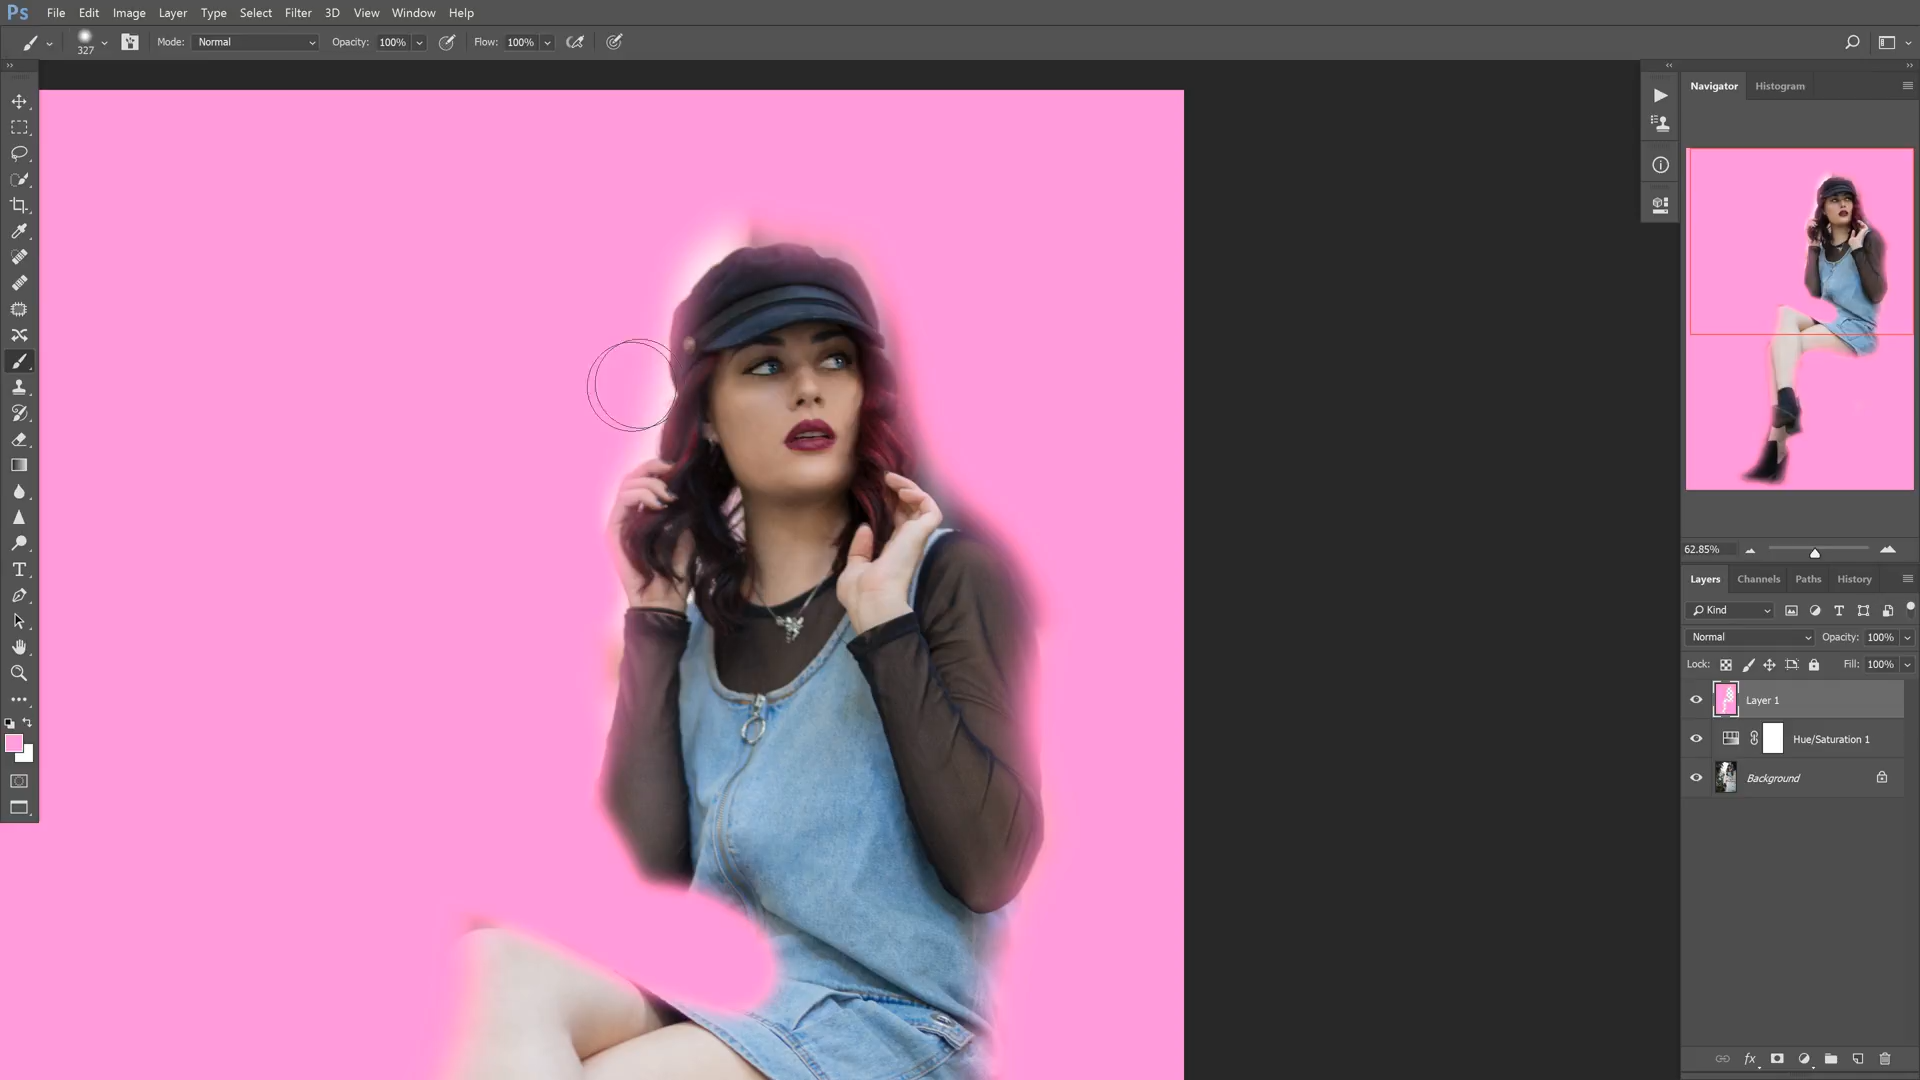 Ps File Edit Image Layer Type Select Filter 3D View Window Help
327 Mode: Normal Opacity: 100% Flow: 100%
Navigator Histogram
62.85%
Layers Channels Paths History
Kind
Normal Opacity: 100%
Lock: Fill: 100%
Layer 1
Hue/Saturation 1
Background
fx